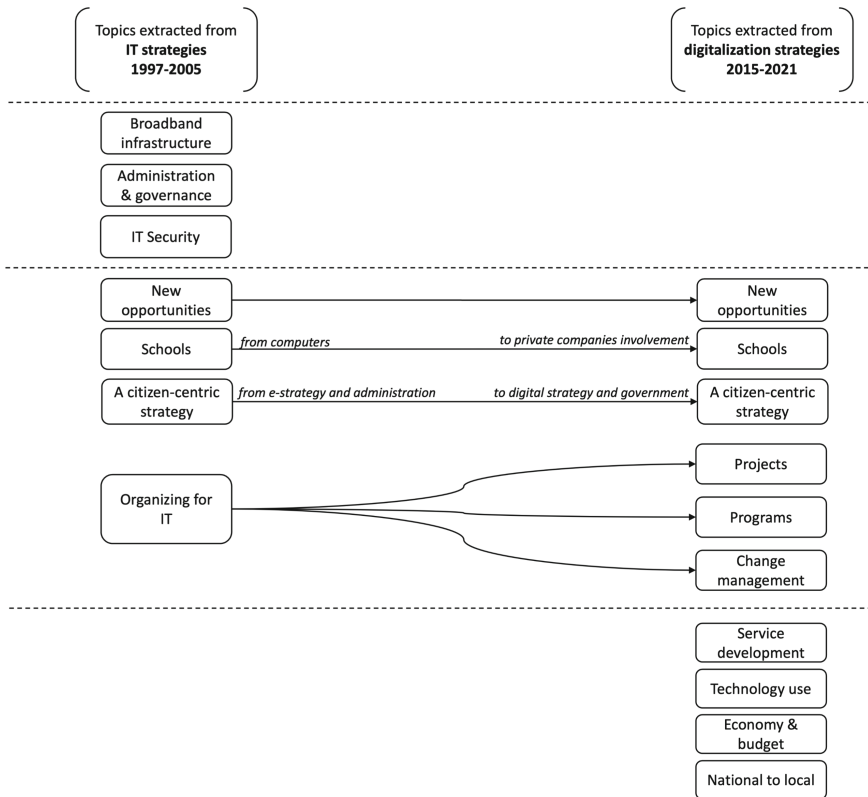 Topics extracted from
IT strategies
1997-2005
Topics extracted from
digitalization strategies
2015-2021
Broadband
infrastructure
Administration
& governance
IT Security
New
opportunities
New
opportunities
Schools
from computers
to private companies involvement
Schools
A citizen-centric
strategy
from e-strategy and administration
to digital strategy and government
A citizen-centric
strategy
Organizing for
IT
Projects
Programs
Change
management
Service
development
Technology use
Economy &
budget
National to local